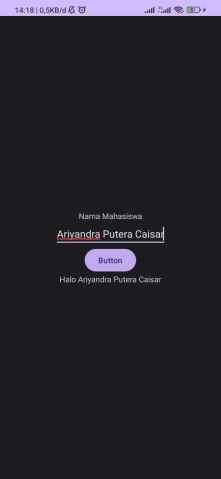 14:18 | 0,5KB/d
Nama Mahasiswa
Ariyandra Putera Caisar
Button
Halo Ariyandra Putera Caisar